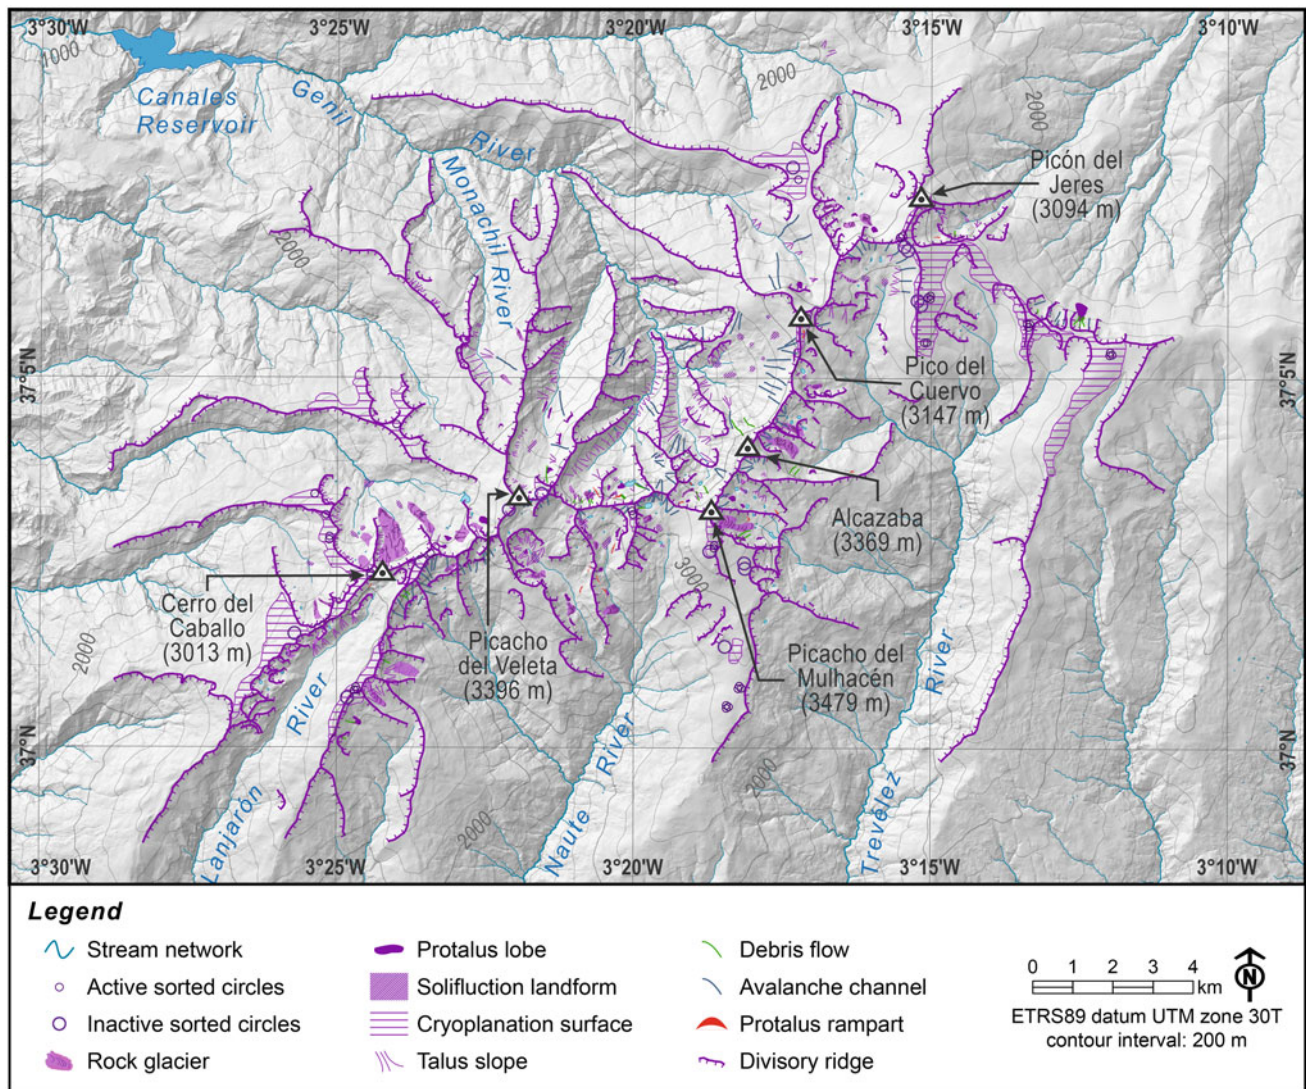 3°30'W
3°25'W
3°20'W
3°15'W
3°10'W
1000
Canales
Reservoir
Genil
River
Monachil River
2000
2000
2000
Picón del
Jeres
(3094 m)
37°5'N
37°5'N
Pico del
Cuervo
(3147 m)
Alcazaba
(3369 m)
3000
Cerro del
Caballo
(3013 m)
Picacho
del Veleta
(3396 m)
Picacho del
Mulhacén
(3479 m)
2000
37°N
37°N
Lanjarón
River
Naute
River
Trevélez
River
2000
2000
3°30'W
3°25'W
3°20'W
3°15'W
3°10'W
Legend
Stream network
Active sorted circles
Inactive sorted circles
Rock glacier
Protalus lobe
Solifluction landform
Cryoplanation surface
Talus slope
Debris flow
Avalanche channel
Protalus rampart
Divisory ridge
0 1 2 3 4
km
N
ETRS89 datum UTM zone 30T
contour interval: 200 m